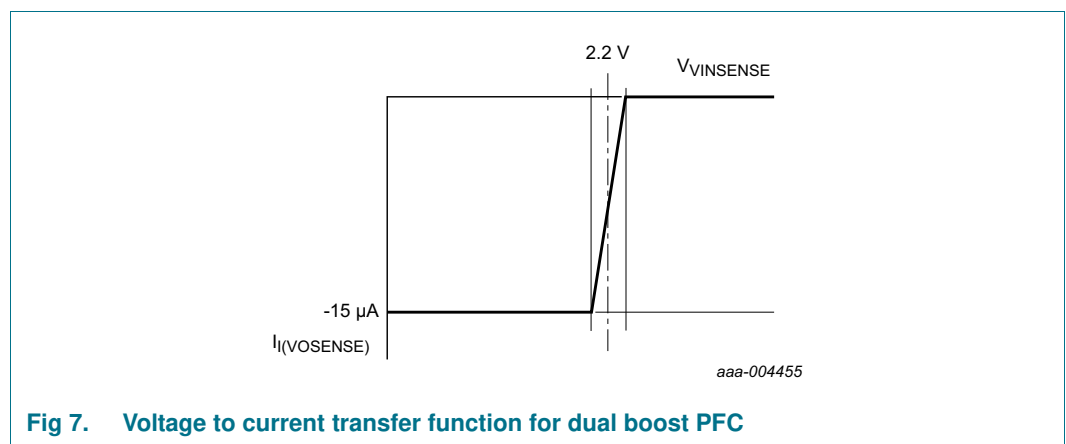 2.2 V
VVINSENSE
-15 μA
II(VOSENSE)
aaa-004455
Fig 7. Voltage to current transfer function for dual boost PFC